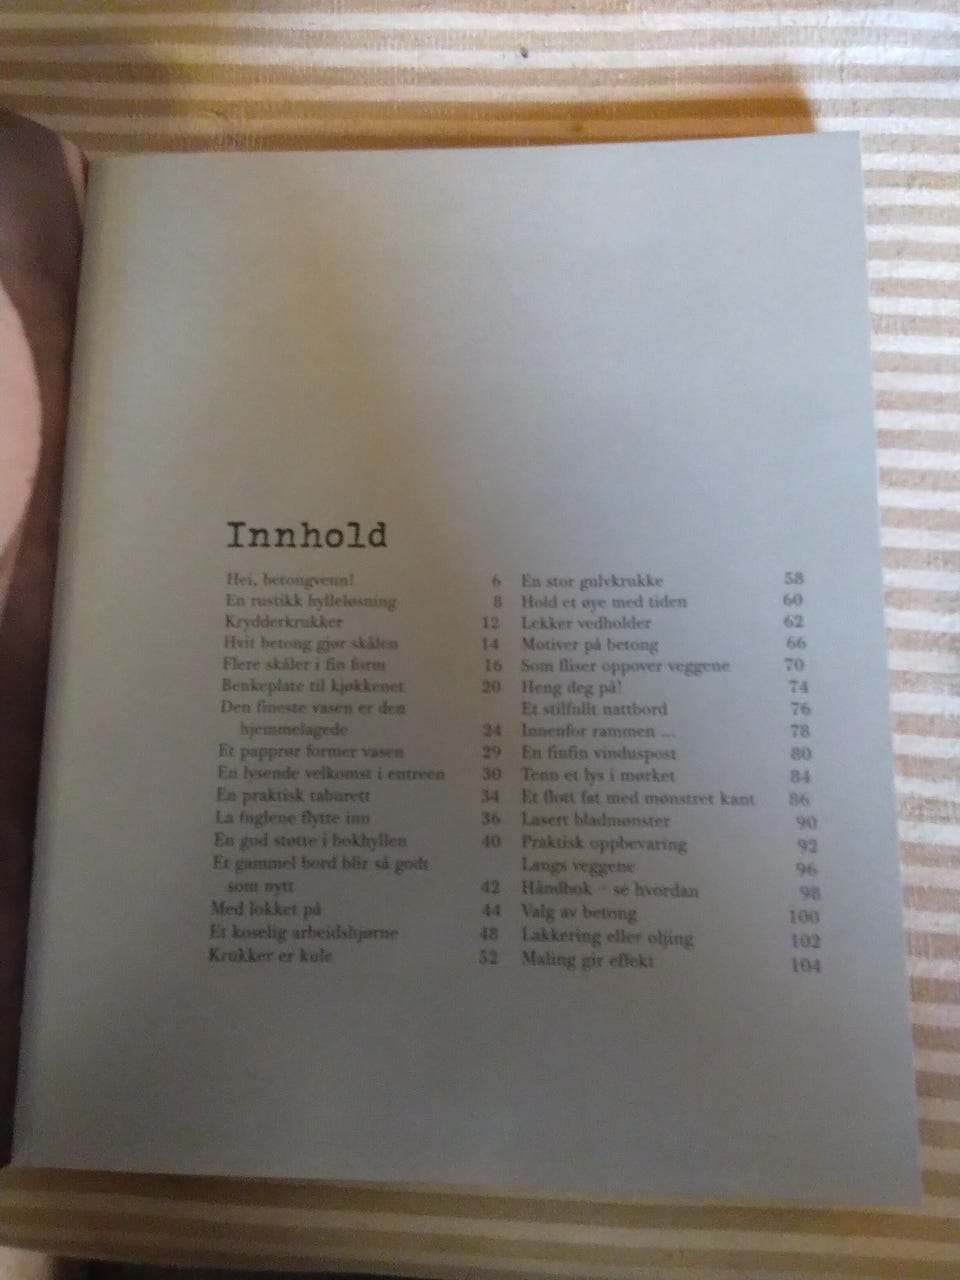 Innhold
Hei, betongvenn! 6
En rustikk hylleløsning 8
Krydderkrukker 12
Hvit betong gjør skålen 14
Flere skåler i fin form 16
Benkeplate til kjøkkenet 20
Den fineste vasen er den
hjemmelagede 24
Et papprør former vasen 29
En lysende velkomst i entreen 30
En praktisk taburett 34
La fuglene flytte inn 36
En god støtte i bokhyllen 40
Et gammel bord blir så godt
som nytt 42
Med lokket på 44
Et koselig arbeidshjørne 48
Krukker er kule 52
En stor gulvkrukke 58
Hold et øye med tiden 60
Lekker vedholder 62
Motiver på betong 66
Som fliser oppover veggene 70
Heng deg på! 74
Et stilfullt nattbord 76
Innenfor rammen ... 78
En finfin vinduspost 80
Tenn et lys i mørket 84
Et flott fat med mønstret kant 86
Lasert bladmønster 90
Praktisk oppbevaring 92
Langs veggene 96
Håndbok – se hvordan 98
Valg av betong 100
Lakkering eller oljing 102
Maling gir effekt 104